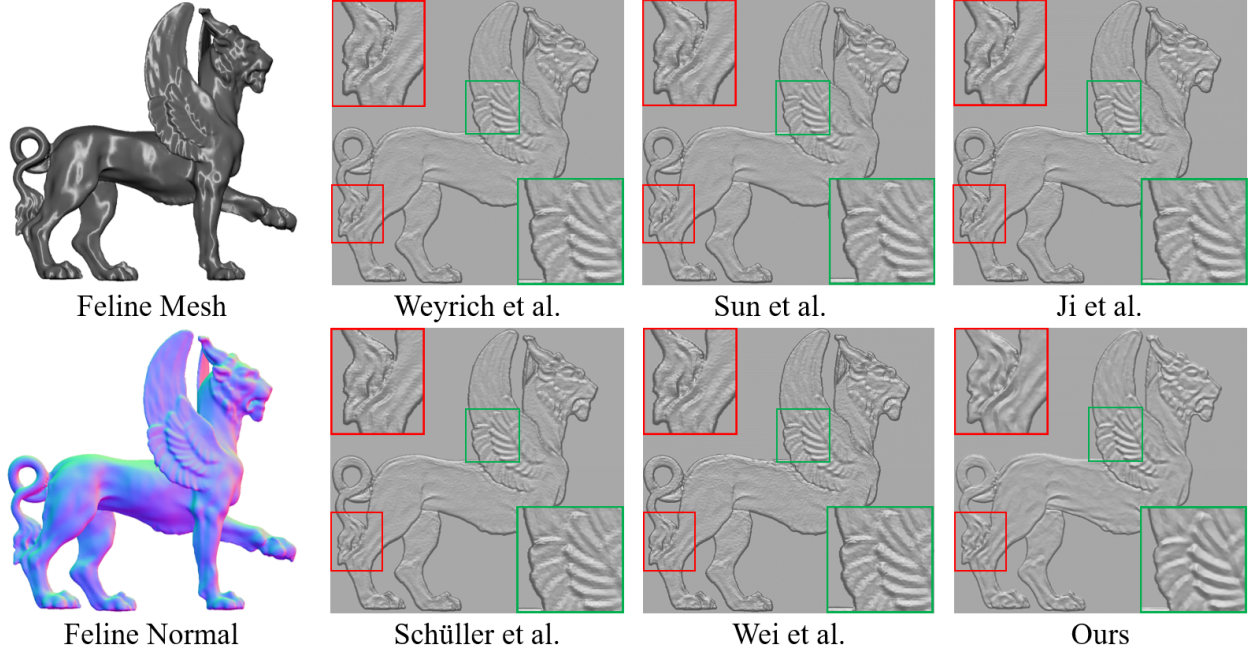 Feline Mesh
Weyrich et al.
Sun et al.
Ji et al.
Feline Normal
Schüller et al.
Wei et al.
Ours